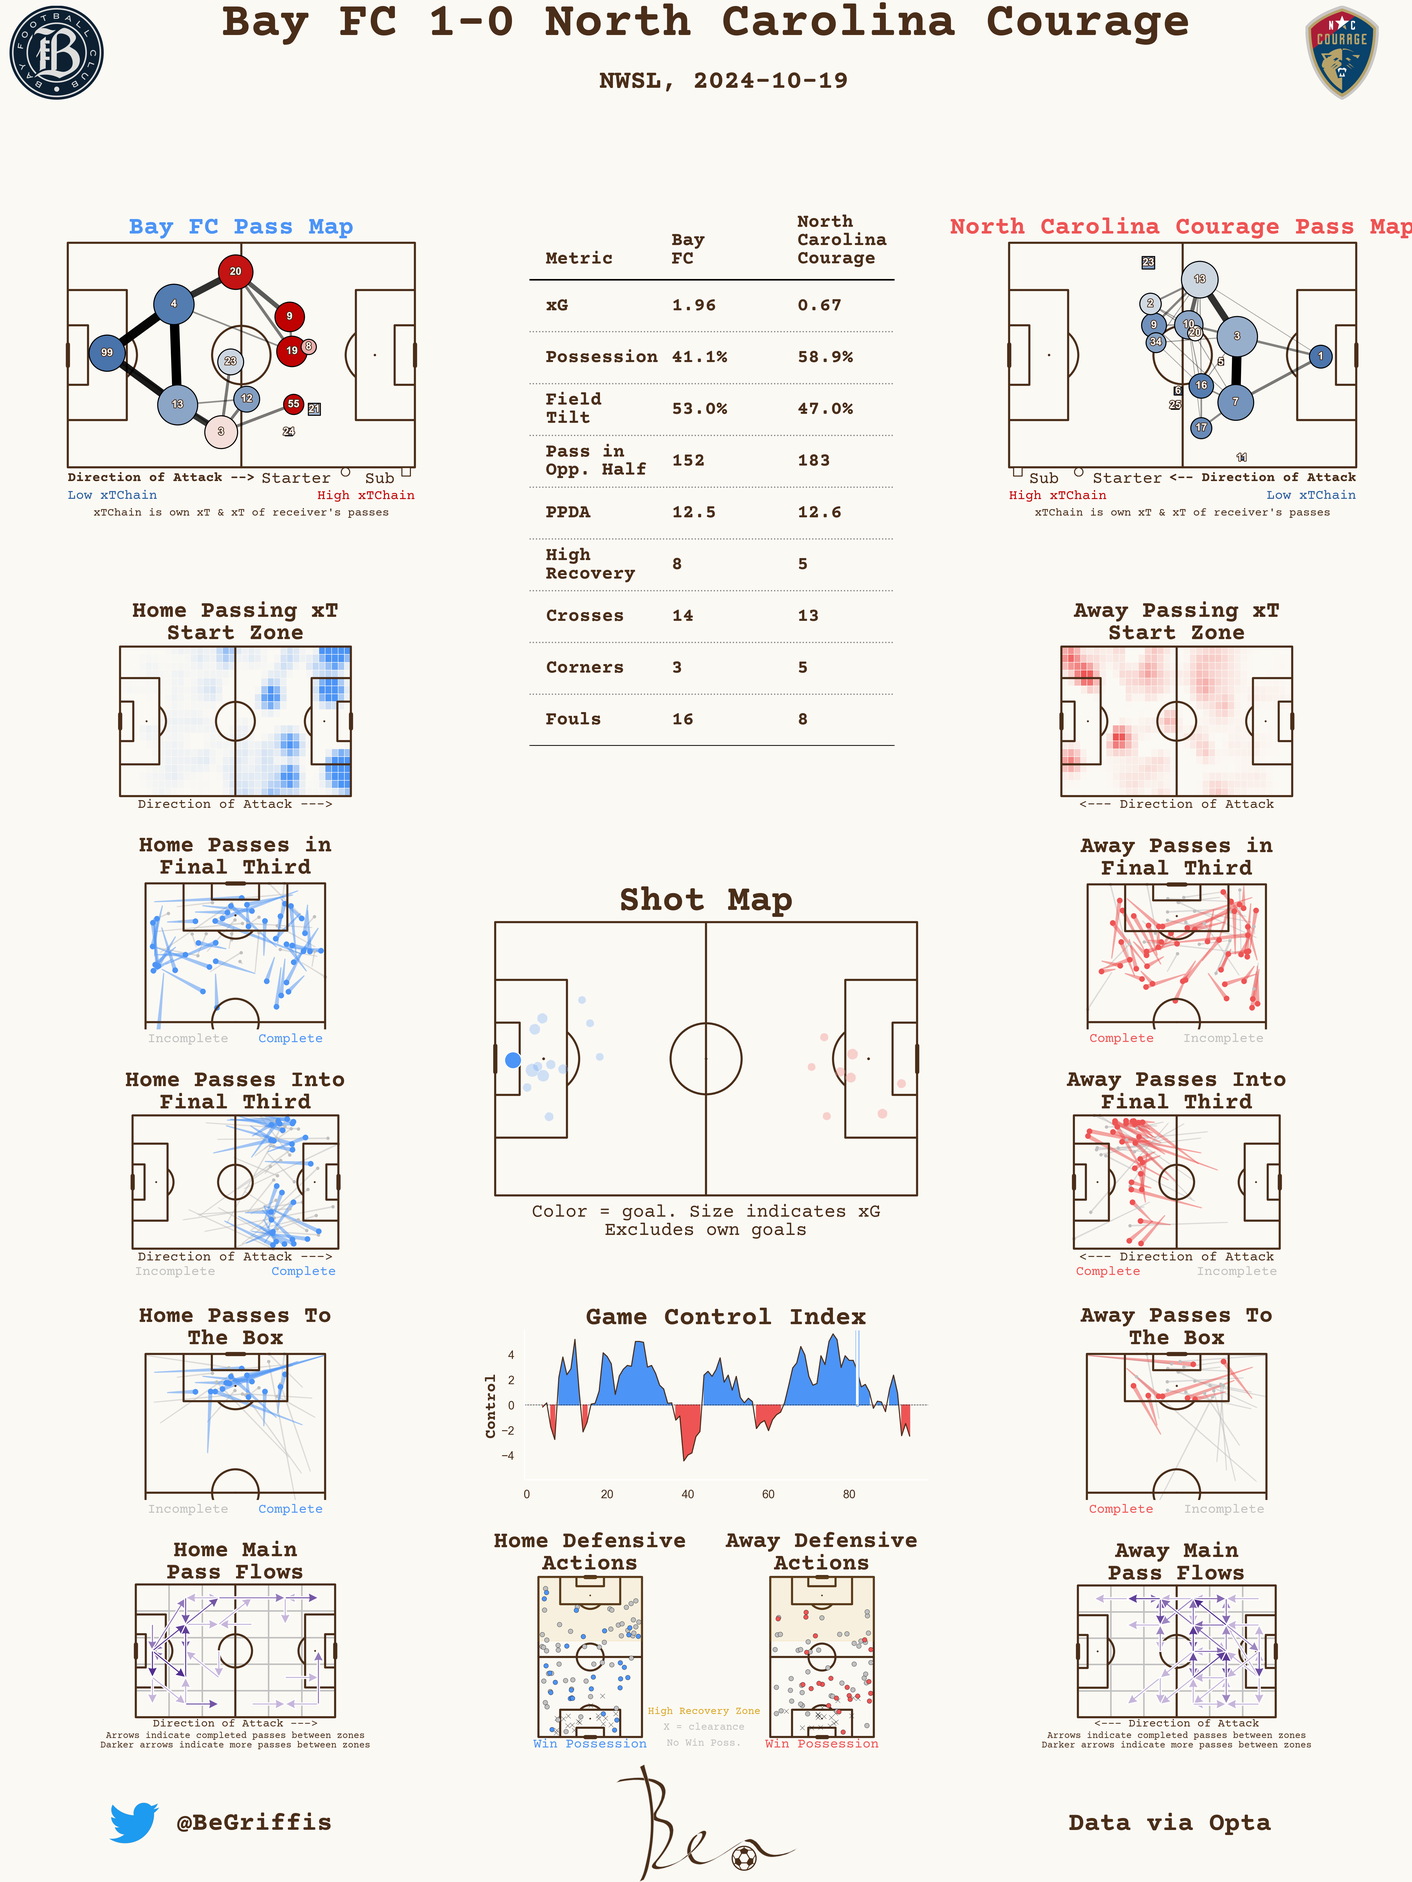 Bay FC 1-0 North Carolina Courage
NWSL, 2024-10-19
FOOTBALL CLUB BAY
B
N C
COURAGE
Bay FC Pass Map
20
4
9
99
19
8
23
13
12
55
21
3
24
Direction of Attack --> Starter Sub
Low xTChain High xTChain
xTChain is own xT & xT of receiver's passes
Metric Bay FC North Carolina Courage
xG 1.96 0.67
Possession 41.1% 58.9%
Field Tilt 53.0% 47.0%
Pass in Opp. Half 152 183
PPDA 12.5 12.6
High Recovery 8 5
Crosses 14 13
Corners 3 5
Fouls 16 8
North Carolina Courage Pass Map
23
13
2
9
10
20
34
3
1
5
16
6
25
7
17
11
Sub Starter <-- Direction of Attack
High xTChain Low xTChain
xTChain is own xT & xT of receiver's passes
Home Passing xT
Start Zone
Direction of Attack --->
Away Passing xT
Start Zone
<--- Direction of Attack
Home Passes in
Final Third
Incomplete Complete
Away Passes in
Final Third
Complete Incomplete
Shot Map
Color = goal. Size indicates xG
Excludes own goals
Home Passes Into
Final Third
Direction of Attack --->
Incomplete Complete
Away Passes Into
Final Third
<--- Direction of Attack
Complete Incomplete
Home Passes To
The Box
Incomplete Complete
Game Control Index
Control
4
2
0
−2
−4
0 20 40 60 80
Away Passes To
The Box
Complete Incomplete
Home Main
Pass Flows
Direction of Attack --->
Arrows indicate completed passes between zones
Darker arrows indicate more passes between zones
Home Defensive
Actions
Win Possession
High Recovery Zone
X = clearance
No Win Poss.
Away Defensive
Actions
Win Possession
Away Main
Pass Flows
<--- Direction of Attack
Arrows indicate completed passes between zones
Darker arrows indicate more passes between zones
@BeGriffis
Ben
Data via Opta